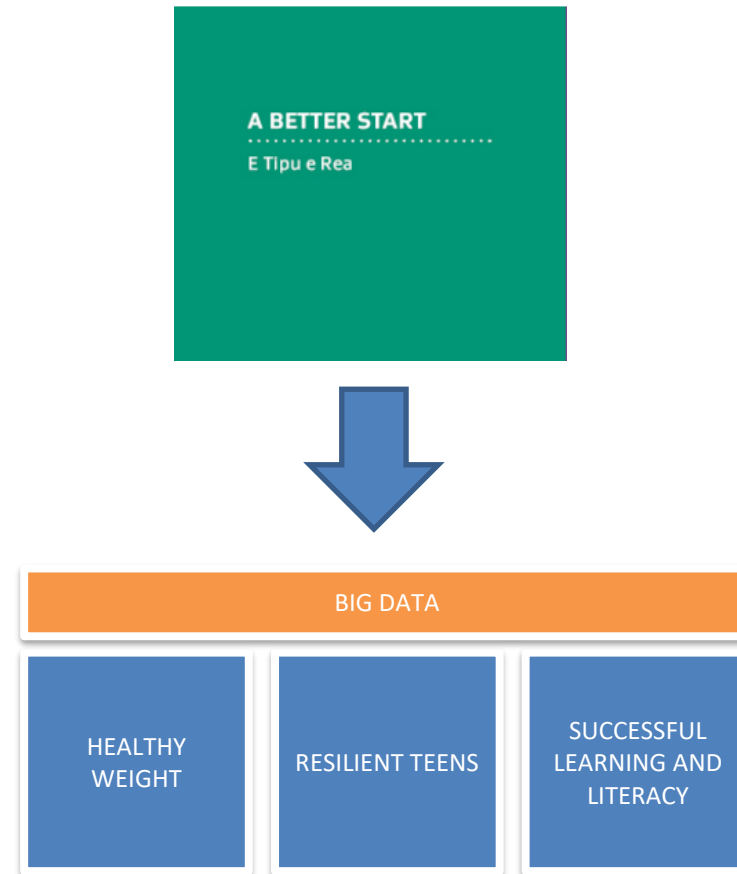 A BETTER START
E Tipu e Rea
BIG DATA
HEALTHY
WEIGHT
RESILIENT TEENS
SUCCESSFUL
LEARNING AND
LITERACY